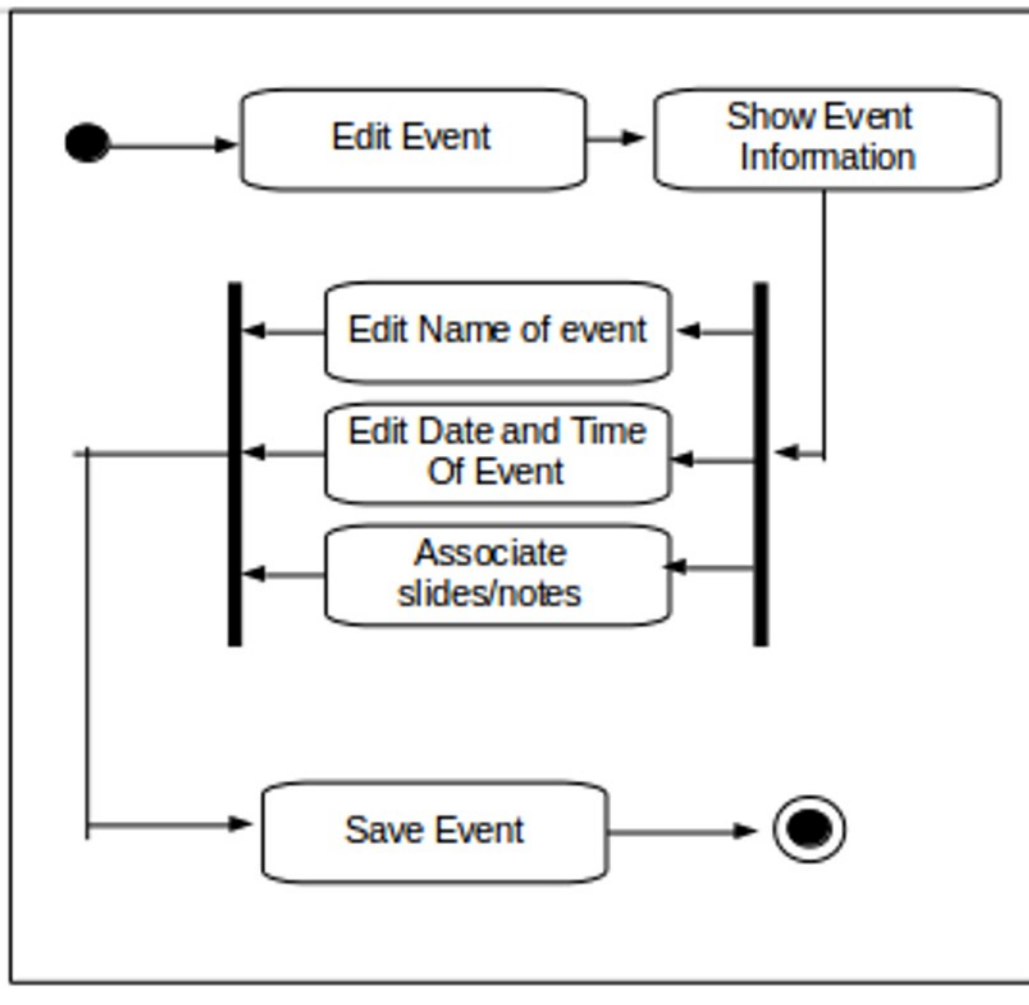 Edit Event
Show Event
Information
Edit Name of event
Edit Date and Time
Of Event
Associate
slides/notes
Save Event